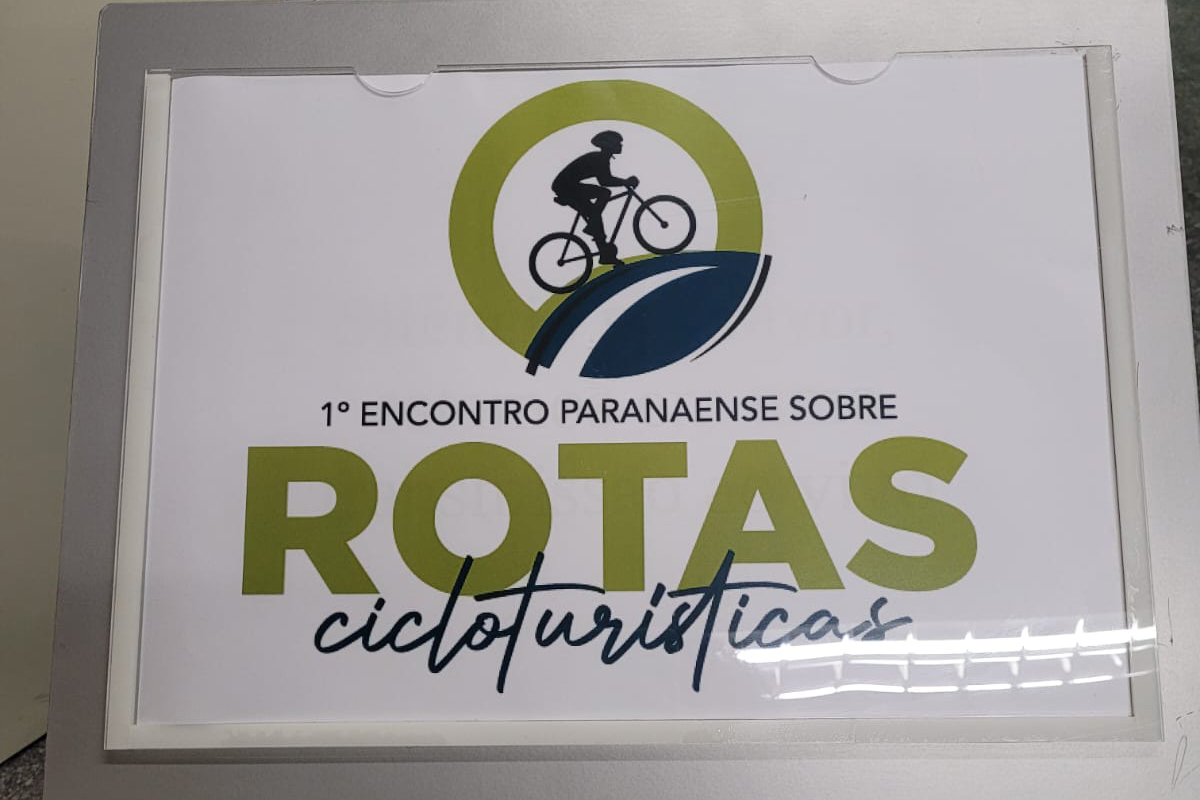 1º ENCONTRO PARANAENSE SOBRE
ROTAS
cicloturísticas